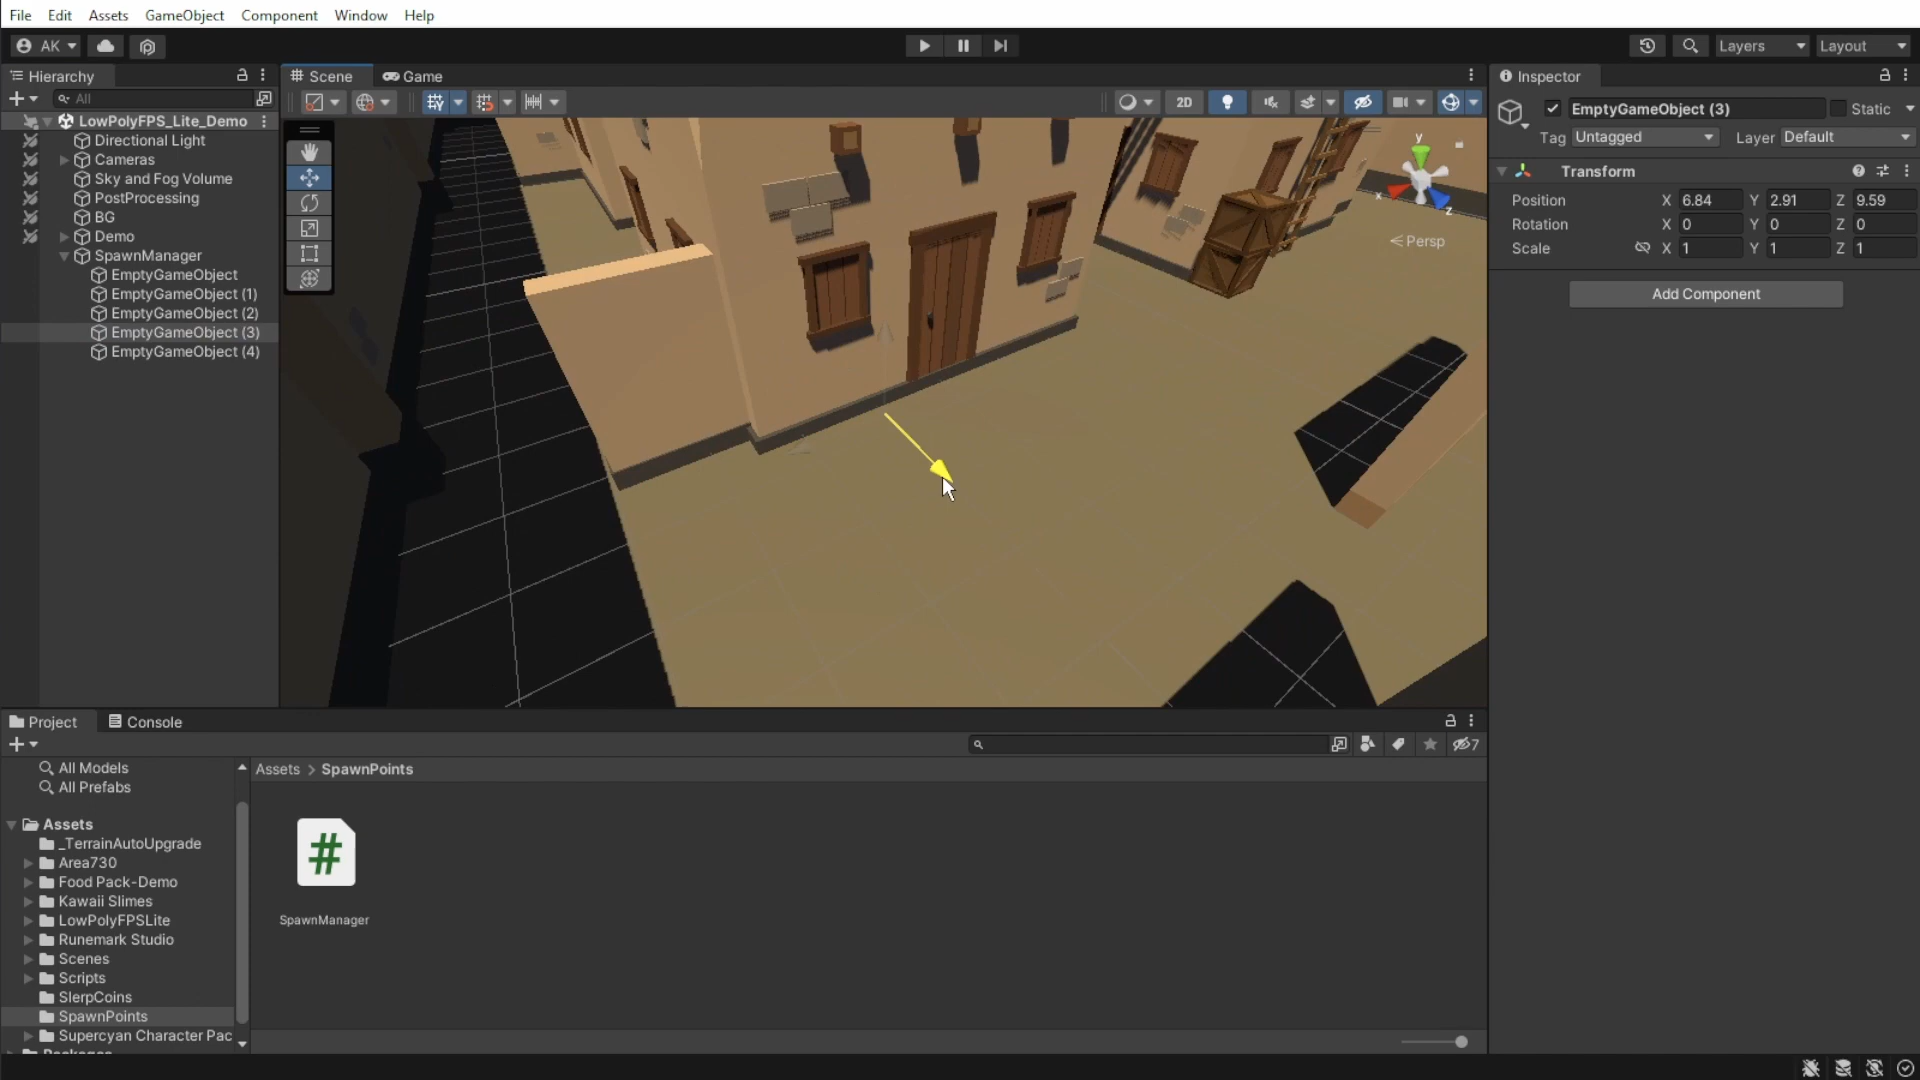 File Edit Assets GameObject Component Window Help
AK
Layers
Layout
Hierarchy
Scene
Game
Inspector
All
2D
EmptyGameObject (3)
Static
Tag Untagged
Layer Default
LowPolyFPS_Lite_Demo
Directional Light
Cameras
Sky and Fog Volume
PostProcessing
BG
Demo
SpawnManager
EmptyGameObject
EmptyGameObject (1)
EmptyGameObject (2)
EmptyGameObject (3)
EmptyGameObject (4)
y
x
z
Persp
Transform
Position X 6.84 Y 2.91 Z 9.59
Rotation X 0 Y 0 Z 0
Scale X 1 Y 1 Z 1
Add Component
Project
Console
7
All Models
All Prefabs
Assets > SpawnPoints
Assets
_TerrainAutoUpgrade
Area730
Food Pack-Demo
Kawaii Slimes
LowPolyFPSLite
Runemark Studio
Scenes
Scripts
SlerpCoins
SpawnPoints
Supercyan Character Pac
#
SpawnManager